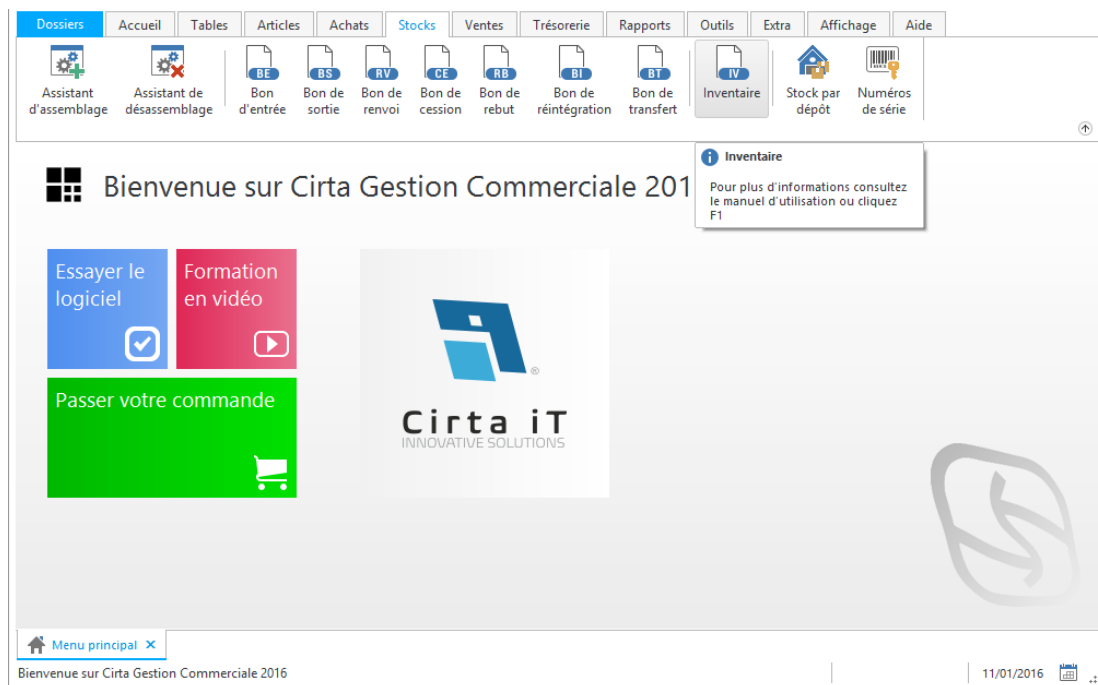 Dossiers Accueil Tables Articles Achats Stocks Ventes Trésorerie Rapports Outils Extra Affichage Aide
BE BS RV CE RB BI BT IV
Assistant d'assemblage
Assistant de désassemblage
Bon d'entrée
Bon de sortie
Bon de renvoi
Bon de cession
Bon de rebut
Bon de réintégration
Bon de transfert
Inventaire
Stock par dépôt
Numéros de série
Inventaire
Pour plus d'informations consultez
le manuel d'utilisation ou cliquez
F1
Bienvenue sur Cirta Gestion Commerciale 201
Essayer le
logiciel
Formation
en vidéo
Passer votre commande
®
Cirta iT
INNOVATIVE SOLUTIONS
Menu principal
Bienvenue sur Cirta Gestion Commerciale 2016
11/01/2016